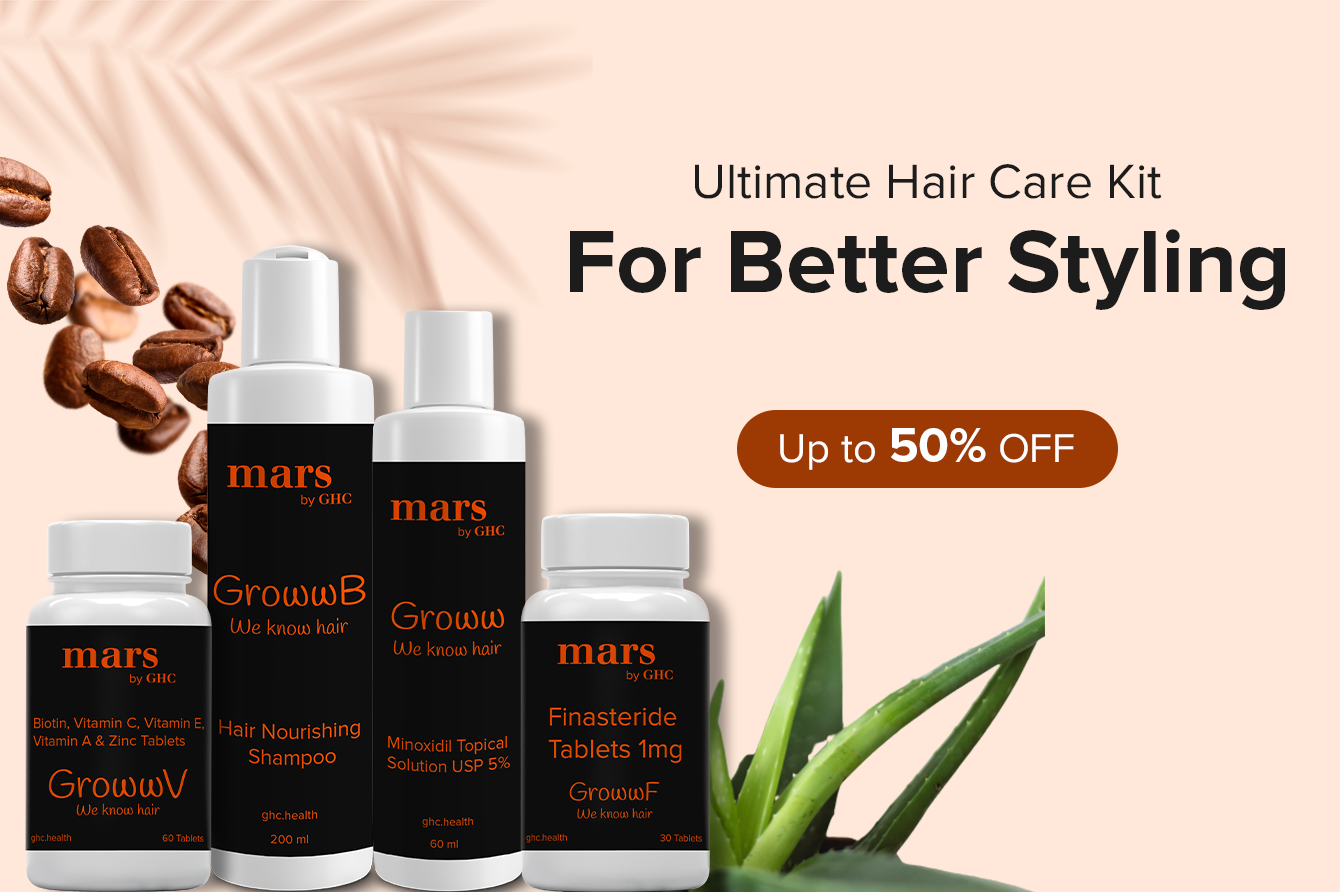 Ultimate Hair Care Kit
For Better Styling
Up to 50% OFF
mars
by GHC
Biotin, Vitamin C, Vitamin E,
Vitamin A & Zinc Tablets
GrowwV
We know hair
ghc.health 60 Tablets
mars
by GHC
GrowwB
We know hair
Hair Nourishing
Shampoo
ghc.health
200 ml
mars
by GHC
Groww
We know hair
Minoxidil Topical
Solution USP 5%
ghc.health
60 ml
mars
by GHC
Finasteride
Tablets 1mg
GrowwF
We know hair
ghc.health 30 Tablets